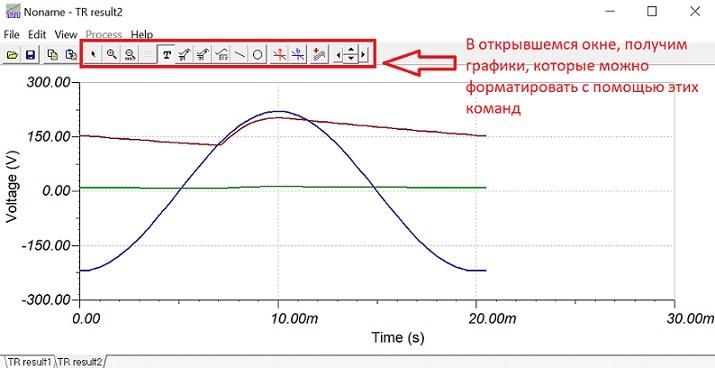 Noname - TR result2
File Edit View Process Help
T
a b
В открывшемся окне, получим
графики, которые можно
форматировать с помощью этих
команд
300.00
150.00
0.00
-150.00
-300.00
Voltage (V)
0.00 10.00m 20.00m 30.00m
Time (s)
TR result1 TR result2